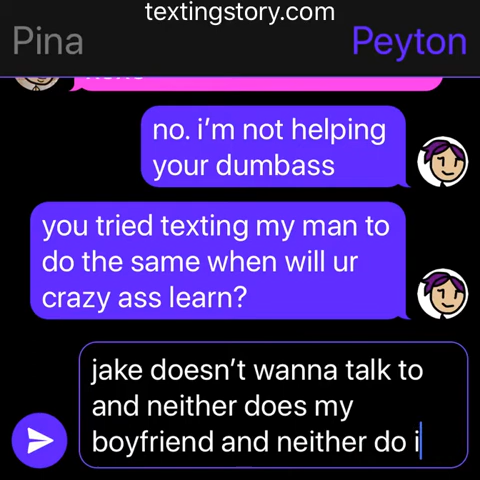 textingstory.com
Pina
Peyton
no. i’m not helping
your dumbass
you tried texting my man to
do the same when will ur
crazy ass learn?
jake doesn’t wanna talk to
and neither does my
boyfriend and neither do i